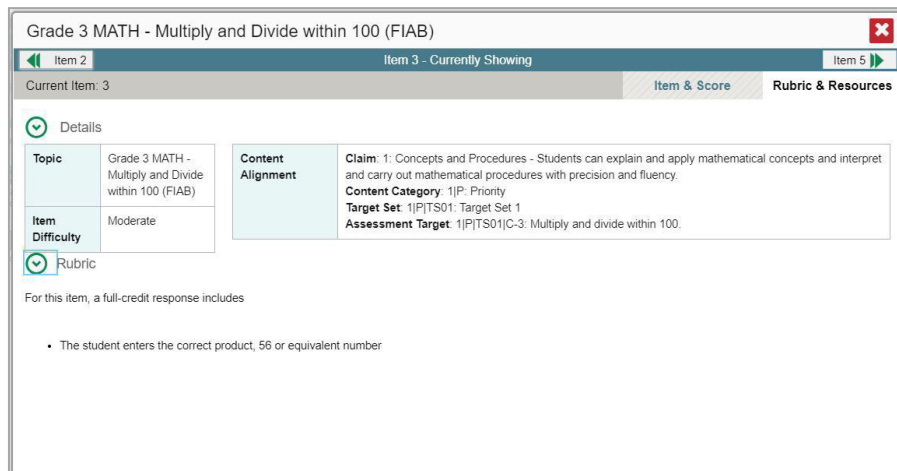 Grade 3 MATH - Multiply and Divide within 100 (FIAB)
Item 2
Item 3 - Currently Showing
Item 5
Current Item: 3
Item & Score
Rubric & Resources
Details
Topic
Grade 3 MATH -
Multiply and Divide
within 100 (FIAB)
Item
Difficulty
Moderate
Content
Alignment
Claim: 1: Concepts and Procedures - Students can explain and apply mathematical concepts and interpret
and carry out mathematical procedures with precision and fluency.
Content Category: 1|P: Priority
Target Set: 1|P|TS01: Target Set 1
Assessment Target: 1|P|TS01|C-3: Multiply and divide within 100.
Rubric
For this item, a full-credit response includes
• The student enters the correct product, 56 or equivalent number